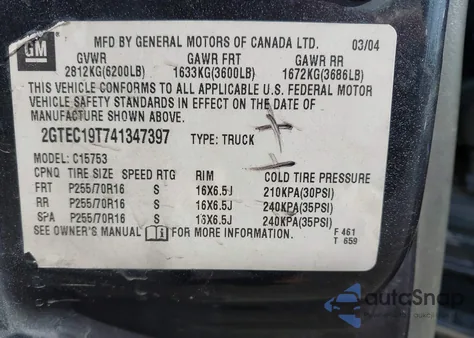 GM
MFD BY GENERAL MOTORS OF CANADA LTD. 03/04
GVWR GAWR FRT GAWR RR
2812KG(6200LB) 1633KG(3600LB) 1672KG(3686LB)
THIS VEHICLE CONFORMS TO ALL APPLICABLE U.S. FEDERAL MOTOR
VEHICLE SAFETY STANDARDS IN EFFECT ON THE DATE OF
MANUFACTURE SHOWN ABOVE.
2GTEC19T741347397 TYPE: TRUCK
MODEL: C15753
CPNQ TIRE SIZE SPEED RTG RIM COLD TIRE PRESSURE
FRT P255/70R16 S 16X6.5J 210KPA(30PSI)
RR P255/70R16 S 16X6.5J 240KPA(35PSI)
SPA P255/70R16 S 16X6.5J 240KPA(35PSI)
SEE OWNER'S MANUAL FOR MORE INFORMATION.
F 461
T 659
autoSnap